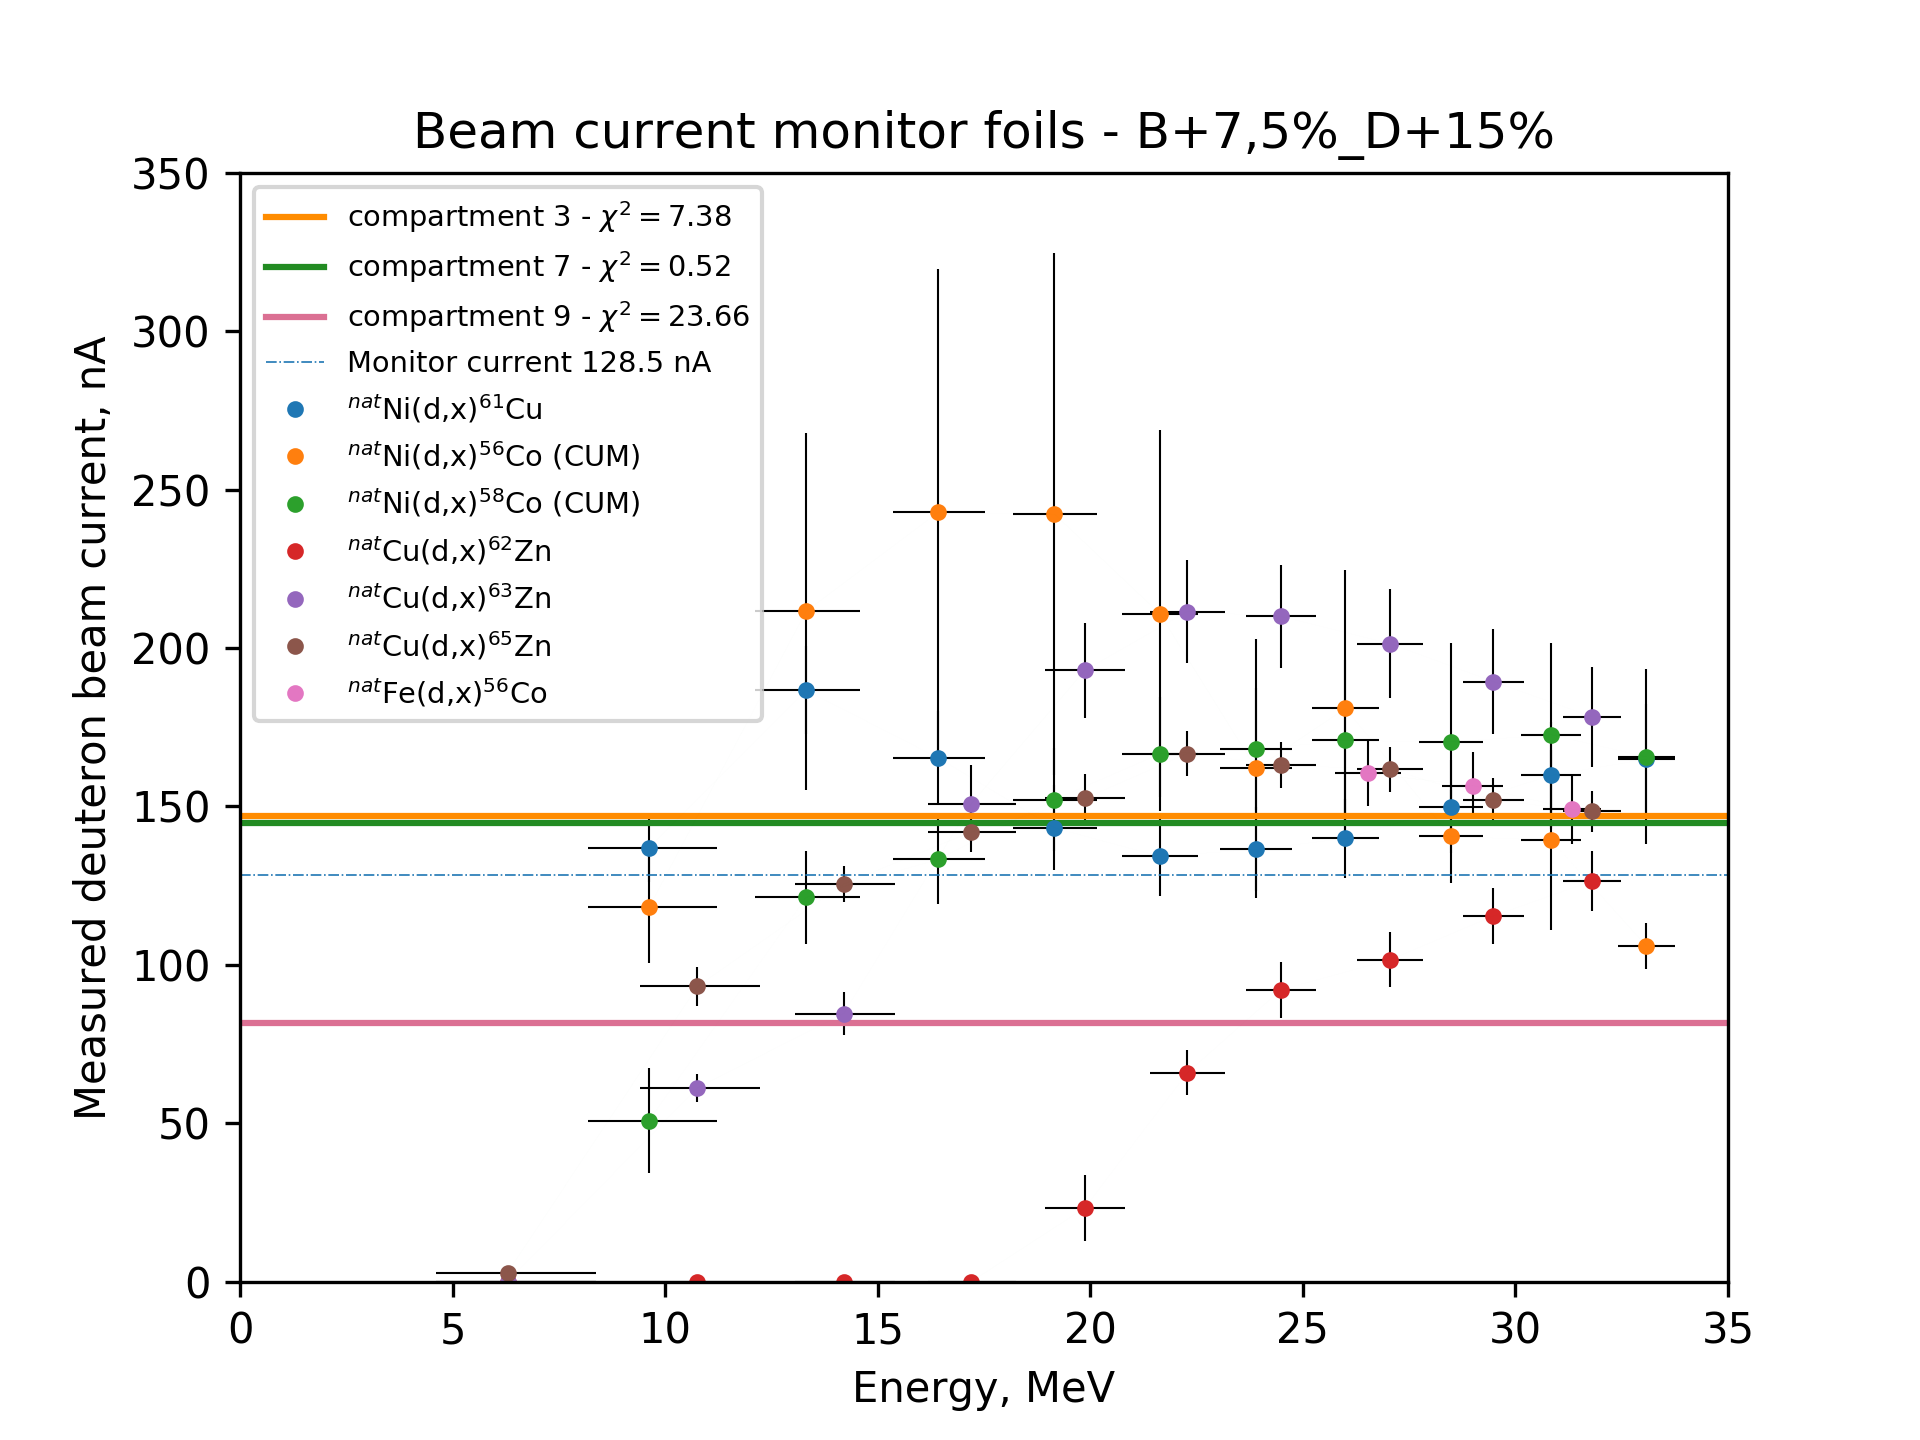 Beam current monitor foils - B+7,5%_D+15%
350
300
250
200
150
100
50
0
Measured deuteron beam current, nA
compartment 3 - χ² = 7.38
compartment 7 - χ² = 0.52
compartment 9 - χ² = 23.66
Monitor current 128.5 nA
ⁿᵃᵗNi(d,x)⁶¹Cu
ⁿᵃᵗNi(d,x)⁵⁶Co (CUM)
ⁿᵃᵗNi(d,x)⁵⁸Co (CUM)
ⁿᵃᵗCu(d,x)⁶²Zn
ⁿᵃᵗCu(d,x)⁶³Zn
ⁿᵃᵗCu(d,x)⁶⁵Zn
ⁿᵃᵗFe(d,x)⁵⁶Co
0 5 10 15 20 25 30 35
Energy, MeV